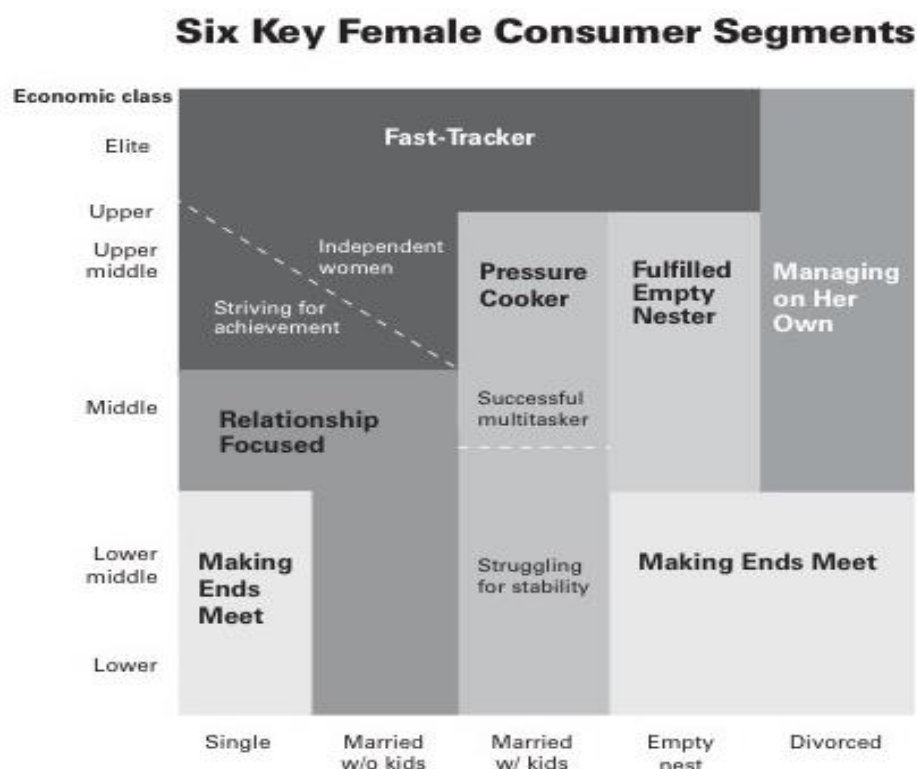 Six Key Female Consumer Segments
Economic class
Elite
Upper
Upper
middle
Middle
Lower
middle
Lower
Fast-Tracker
Independent
women
Striving for
achievement
Pressure
Cooker
Fulfilled
Empty
Nester
Managing
on Her
Own
Successful
multitasker
Relationship
Focused
Making
Ends
Meet
Struggling
for stability
Making Ends Meet
Single
Married
w/o kids
Married
w/ kids
Empty
nest
Divorced